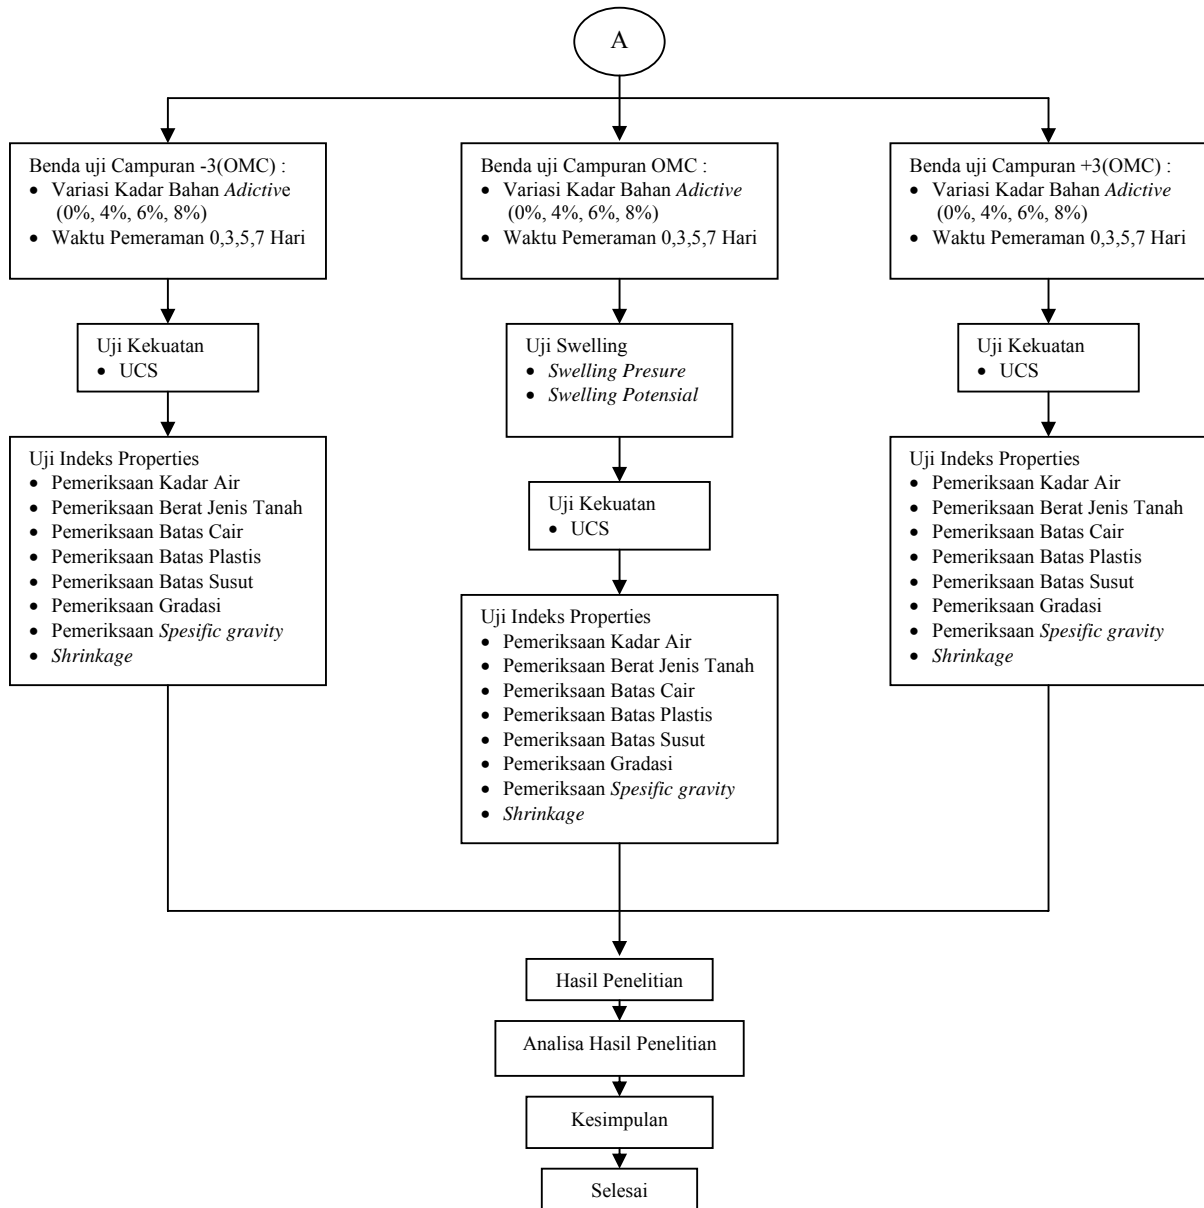 A
Benda uji Campuran -3(OMC) :
• Variasi Kadar Bahan Adictive
(0%, 4%, 6%, 8%)
• Waktu Pemeraman 0,3,5,7 Hari
Benda uji Campuran OMC :
• Variasi Kadar Bahan Adictive
(0%, 4%, 6%, 8%)
• Waktu Pemeraman 0,3,5,7 Hari
Benda uji Campuran +3(OMC) :
• Variasi Kadar Bahan Adictive
(0%, 4%, 6%, 8%)
• Waktu Pemeraman 0,3,5,7 Hari
Uji Kekuatan
• UCS
Uji Swelling
• Swelling Presure
• Swelling Potensial
Uji Kekuatan
• UCS
Uji Indeks Properties
• Pemeriksaan Kadar Air
• Pemeriksaan Berat Jenis Tanah
• Pemeriksaan Batas Cair
• Pemeriksaan Batas Plastis
• Pemeriksaan Batas Susut
• Pemeriksaan Gradasi
• Pemeriksaan Spesific gravity
• Shrinkage
Uji Kekuatan
• UCS
Uji Indeks Properties
• Pemeriksaan Kadar Air
• Pemeriksaan Berat Jenis Tanah
• Pemeriksaan Batas Cair
• Pemeriksaan Batas Plastis
• Pemeriksaan Batas Susut
• Pemeriksaan Gradasi
• Pemeriksaan Spesific gravity
• Shrinkage
Uji Indeks Properties
• Pemeriksaan Kadar Air
• Pemeriksaan Berat Jenis Tanah
• Pemeriksaan Batas Cair
• Pemeriksaan Batas Plastis
• Pemeriksaan Batas Susut
• Pemeriksaan Gradasi
• Pemeriksaan Spesific gravity
• Shrinkage
Hasil Penelitian
Analisa Hasil Penelitian
Kesimpulan
Selesai